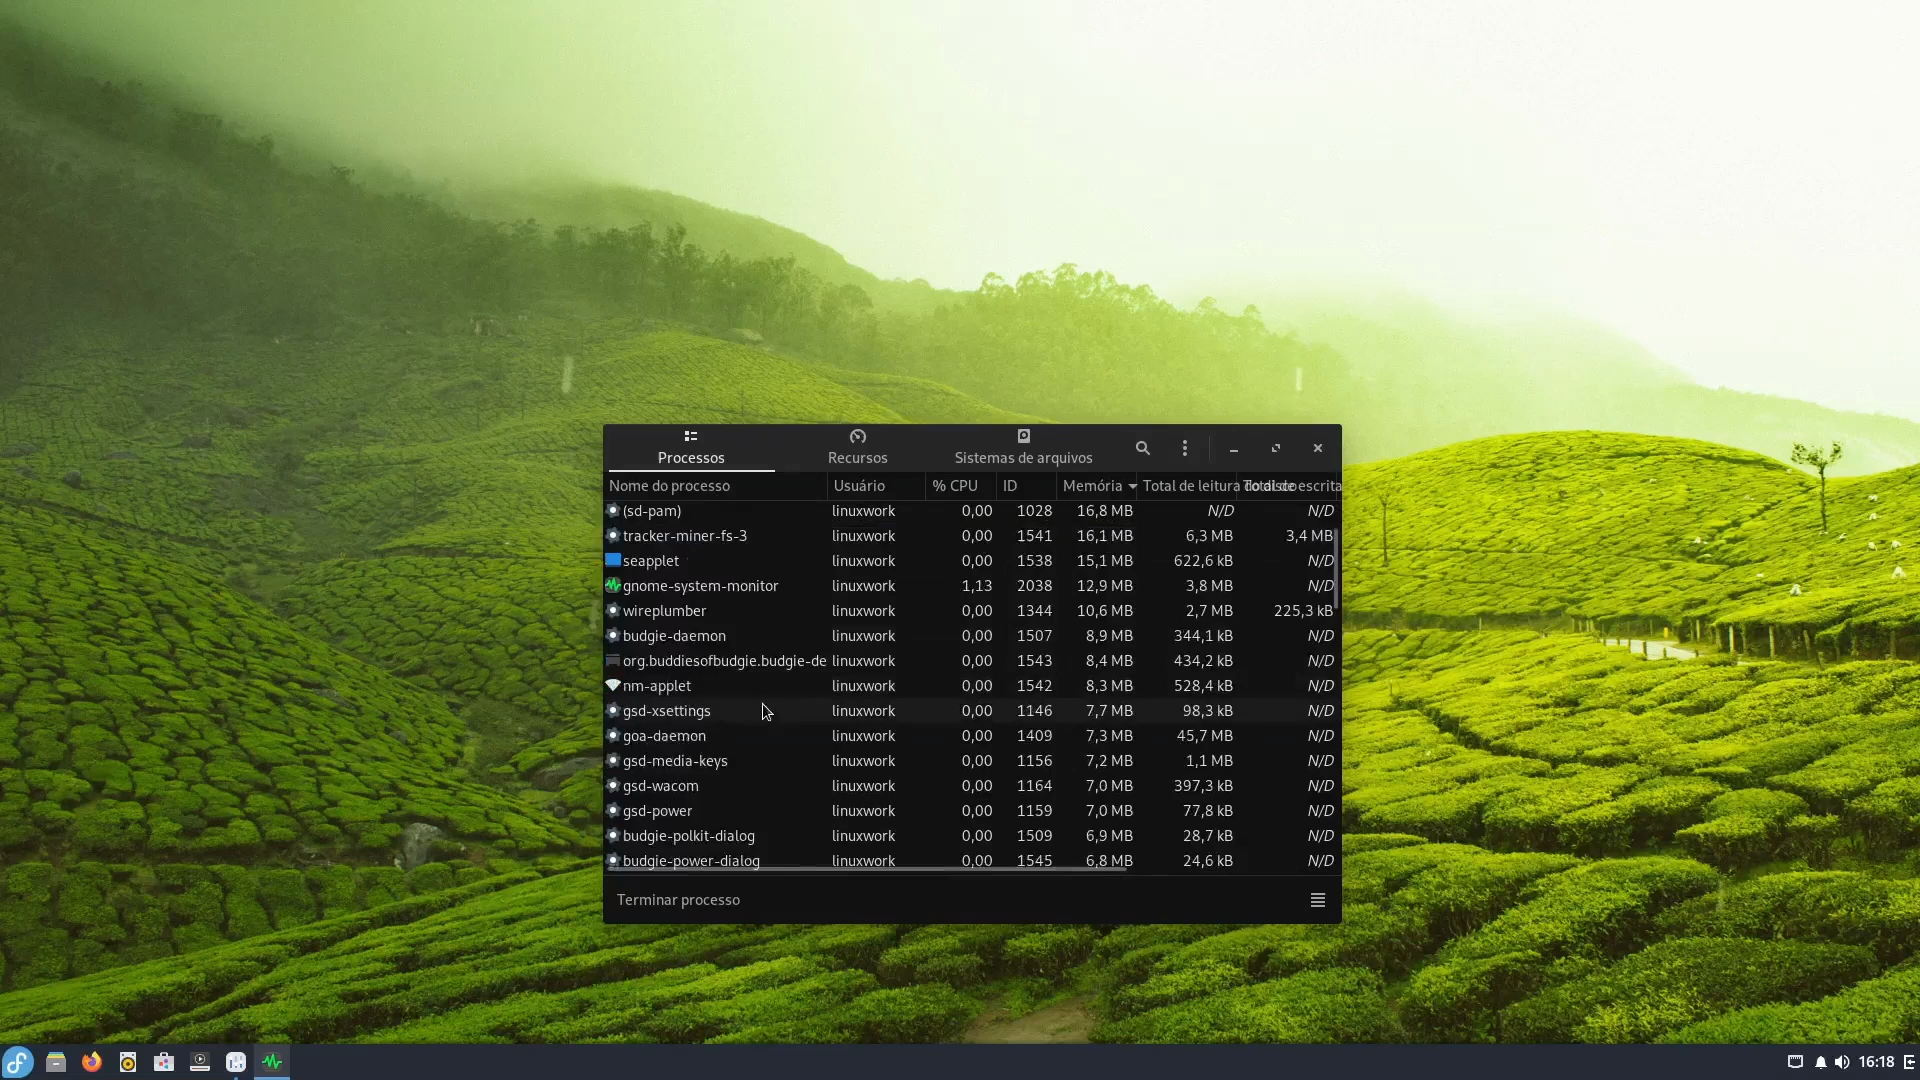 Processos Recursos Sistemas de arquivos
Nome do processo Usuário % CPU ID Memória Total de leitura
(sd-pam) linuxwork 0,00 1028 16,8 MB N/D N/D
tracker-miner-fs-3 linuxwork 0,00 1541 16,1 MB 6,3 MB 3,4 MB
seapplet linuxwork 0,00 1538 15,1 MB 622,6 kB N/D
gnome-system-monitor linuxwork 1,13 2038 12,9 MB 3,8 MB N/D
wireplumber linuxwork 0,00 1344 10,6 MB 2,7 MB 225,3 kB
budgie-daemon linuxwork 0,00 1507 8,9 MB 344,1 kB N/D
org.buddiesofbudgie.budgie-de linuxwork 0,00 1543 8,4 MB 434,2 kB N/D
nm-applet linuxwork 0,00 1542 8,3 MB 528,4 kB N/D
gsd-xsettings linuxwork 0,00 1146 7,7 MB 98,3 kB N/D
goa-daemon linuxwork 0,00 1409 7,3 MB 45,7 MB N/D
gsd-media-keys linuxwork 0,00 1156 7,2 MB 1,1 MB N/D
gsd-wacom linuxwork 0,00 1164 7,0 MB 397,3 kB N/D
gsd-power linuxwork 0,00 1159 7,0 MB 77,8 kB N/D
budgie-polkit-dialog linuxwork 0,00 1509 6,9 MB 28,7 kB N/D
budgie-power-dialog linuxwork 0,00 1545 6,8 MB 24,6 kB N/D
Terminar processo
16:18